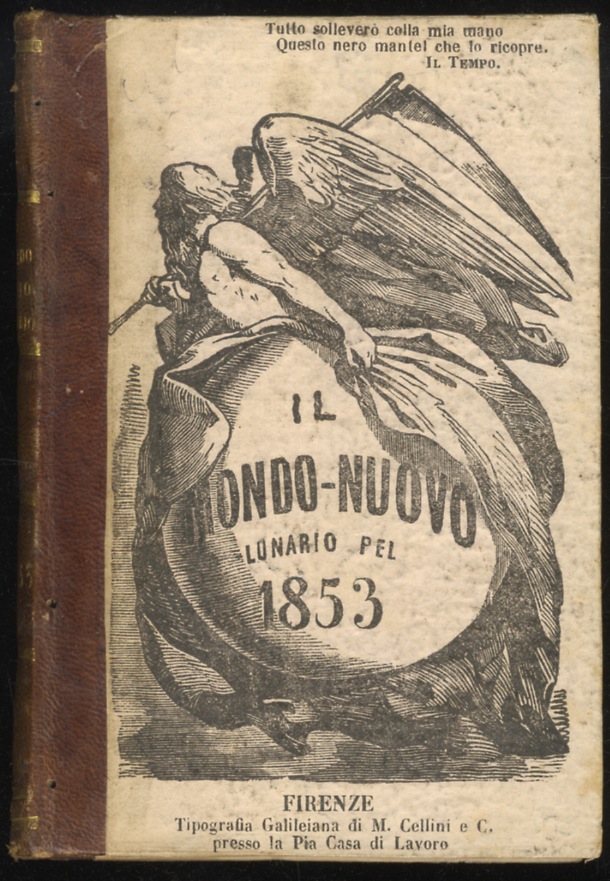 Tutto solleverò colla mia mano
Questo nero mantel che lo ricopre.
IL TEMPO.
IL
MONDO-NUOVO
LUNARIO PEL
1853
FIRENZE
Tipografia Galileiana di M. Cellini e C.
presso la Pia Casa di Lavoro